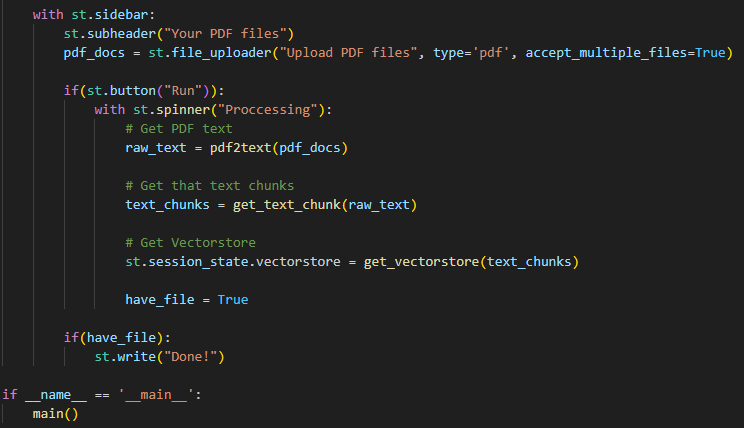 with st.sidebar:
st.subheader("Your PDF files")
pdf_docs = st.file_uploader("Upload PDF files", type='pdf', accept_multiple_files=True)
if(st.button("Run")):
with st.spinner("Proccessing"):
# Get PDF text
raw_text = pdf2text(pdf_docs)
# Get that text chunks
text_chunks = get_text_chunk(raw_text)
# Get Vectorstore
st.session_state.vectorstore = get_vectorstore(text_chunks)
have_file = True
if(have_file):
st.write("Done!")
if __name__ == '__main__':
main()